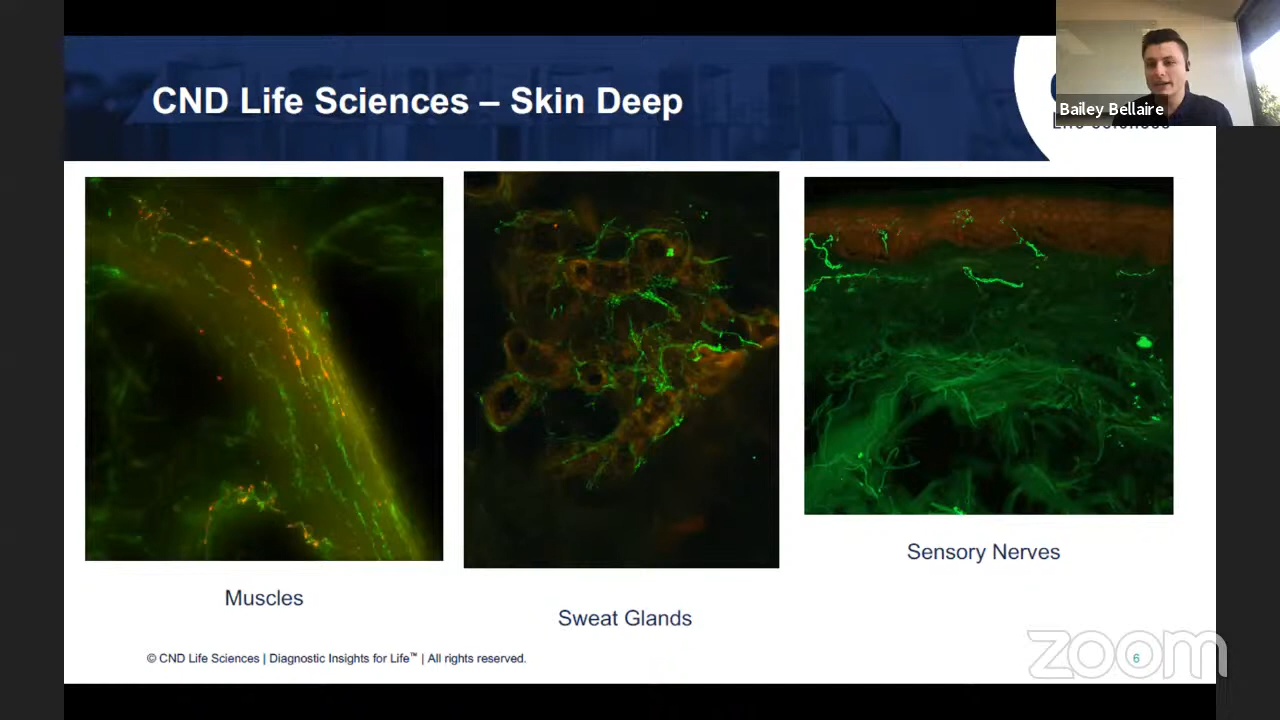 CND Life Sciences – Skin Deep
Bailey Bellaire
Muscles
Sweat Glands
Sensory Nerves
© CND Life Sciences | Diagnostic Insights for Life™ | All rights reserved.
6
zoom